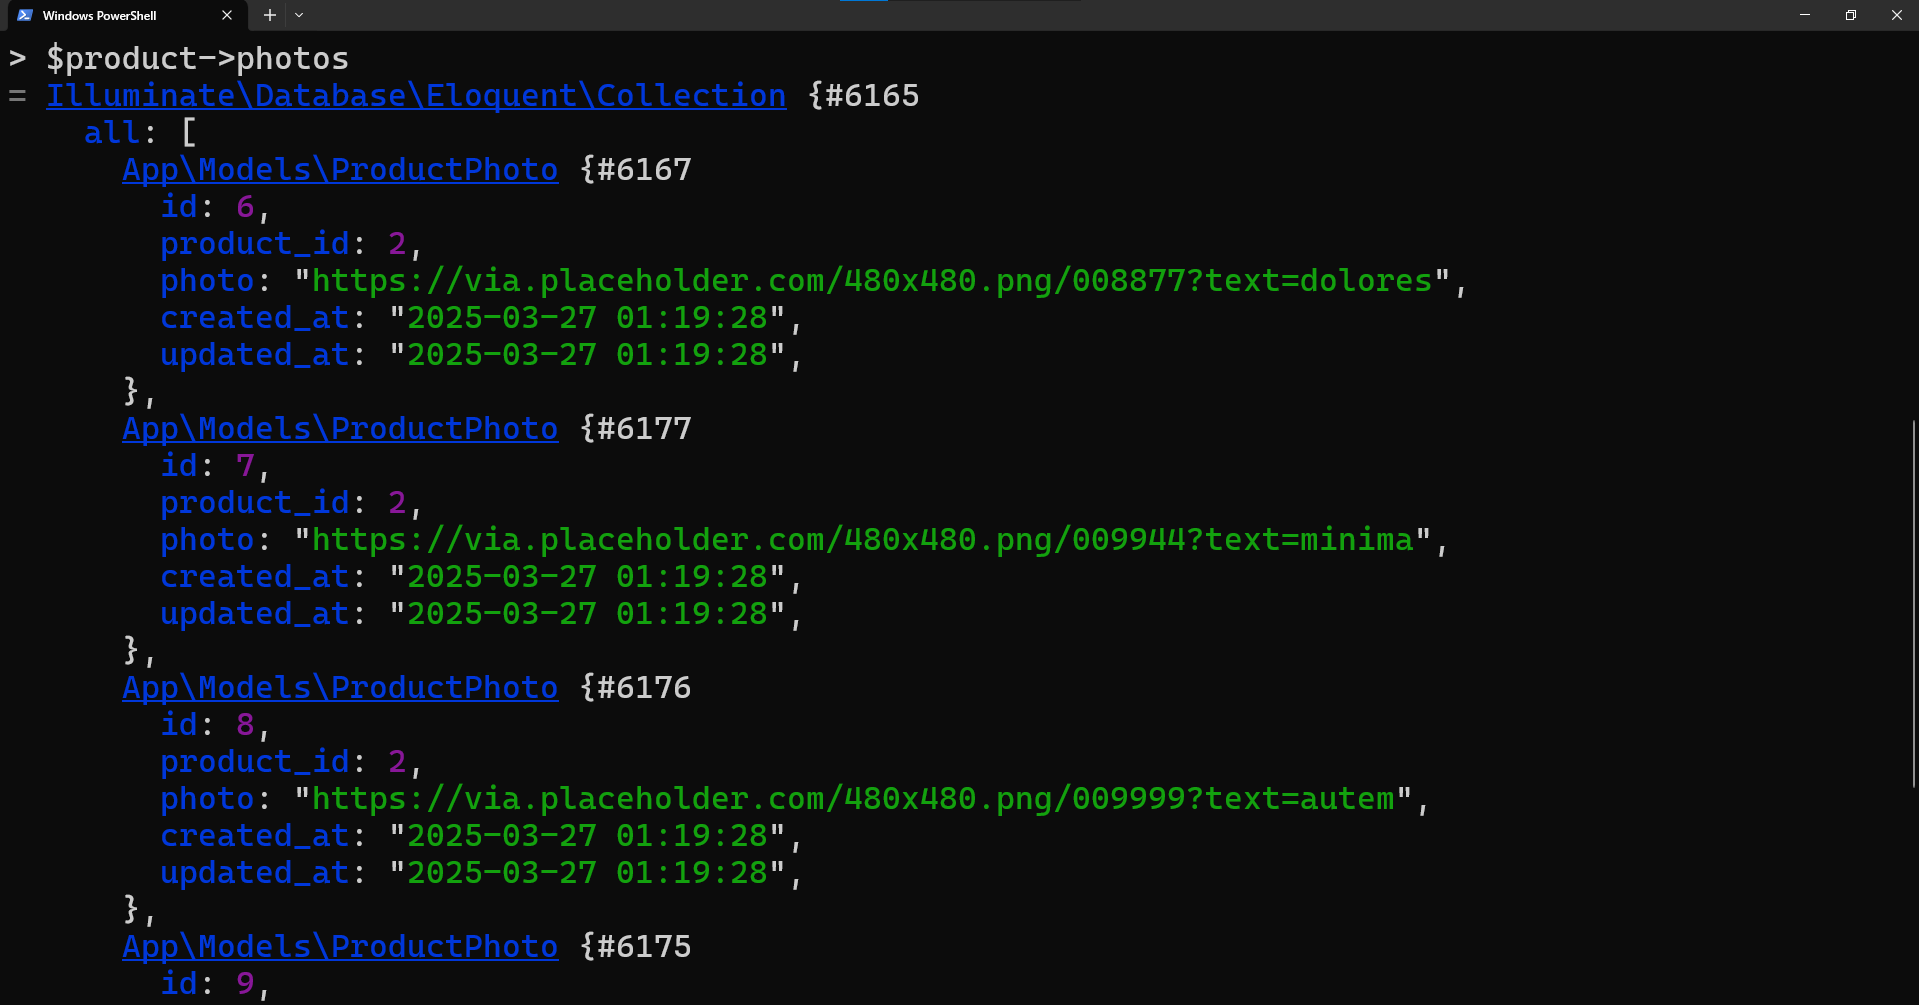 Windows PowerShell
> $product->photos
= Illuminate\Database\Eloquent\Collection {#6165
all: [
App\Models\ProductPhoto {#6167
id: 6,
product_id: 2,
photo: "https://via.placeholder.com/480x480.png/008877?text=dolores",
created_at: "2025-03-27 01:19:28",
updated_at: "2025-03-27 01:19:28",
},
App\Models\ProductPhoto {#6177
id: 7,
product_id: 2,
photo: "https://via.placeholder.com/480x480.png/009944?text=minima",
created_at: "2025-03-27 01:19:28",
updated_at: "2025-03-27 01:19:28",
},
App\Models\ProductPhoto {#6176
id: 8,
product_id: 2,
photo: "https://via.placeholder.com/480x480.png/009999?text=autem",
created_at: "2025-03-27 01:19:28",
updated_at: "2025-03-27 01:19:28",
},
App\Models\ProductPhoto {#6175
id: 9,